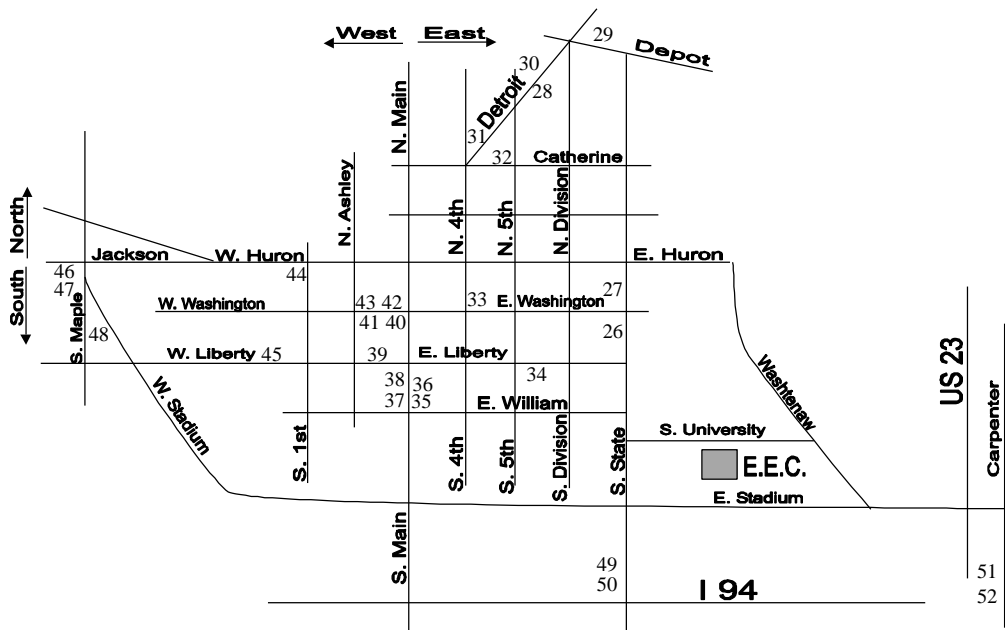 29
West East
Depot
30
Detroit
28
N. Main
31
32 Catherine
N. Ashley
N. 4th
N. 5th
N. Division
North
South
Jackson
W. Huron
E. Huron
46
47
44
43 42
33
27
W. Washington
E. Washington
41 40
26
S. Maple
48
W. Liberty
45
39
E. Liberty
38 36
34
37 35
E. William
W. Stadium
Washtenaw
US 23
Carpenter
S. 1st
S. 4th
S. 5th
S. Division
S. State
S. University
E.E.C.
E. Stadium
S. Main
49
50
I 94
51
52